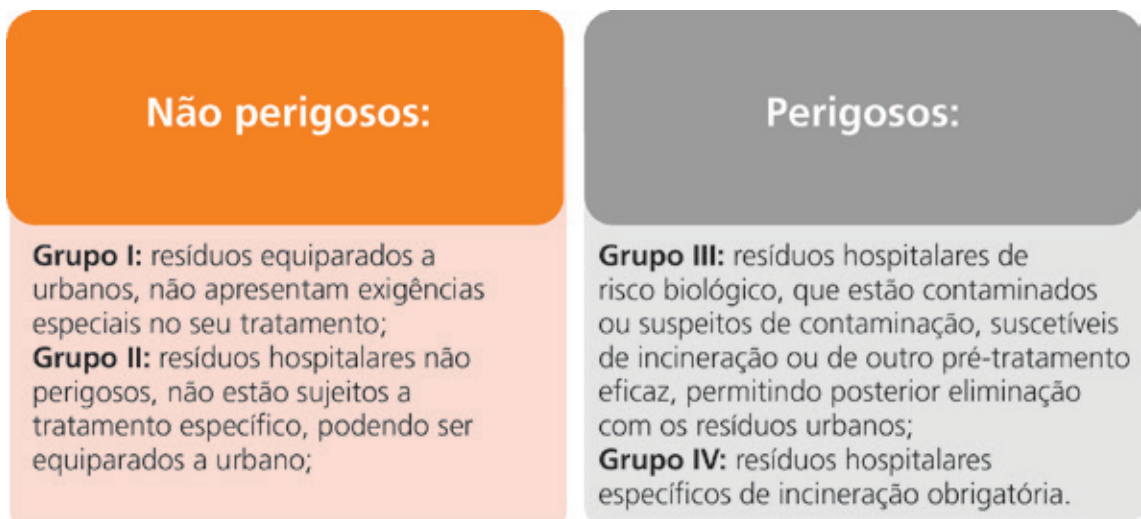 Não perigosos:
Grupo I: resíduos equiparados a
urbanos, não apresentam exigências
especiais no seu tratamento;
Grupo II: resíduos hospitalares não
perigosos, não estão sujeitos a
tratamento específico, podendo ser
equiparados a urbano;
Perigosos:
Grupo III: resíduos hospitalares de
risco biológico, que estão contaminados
ou suspeitos de contaminação, suscetíveis
de incineração ou de outro pré-tratamento
eficaz, permitindo posterior eliminação
com os resíduos urbanos;
Grupo IV: resíduos hospitalares
específicos de incineração obrigatória.